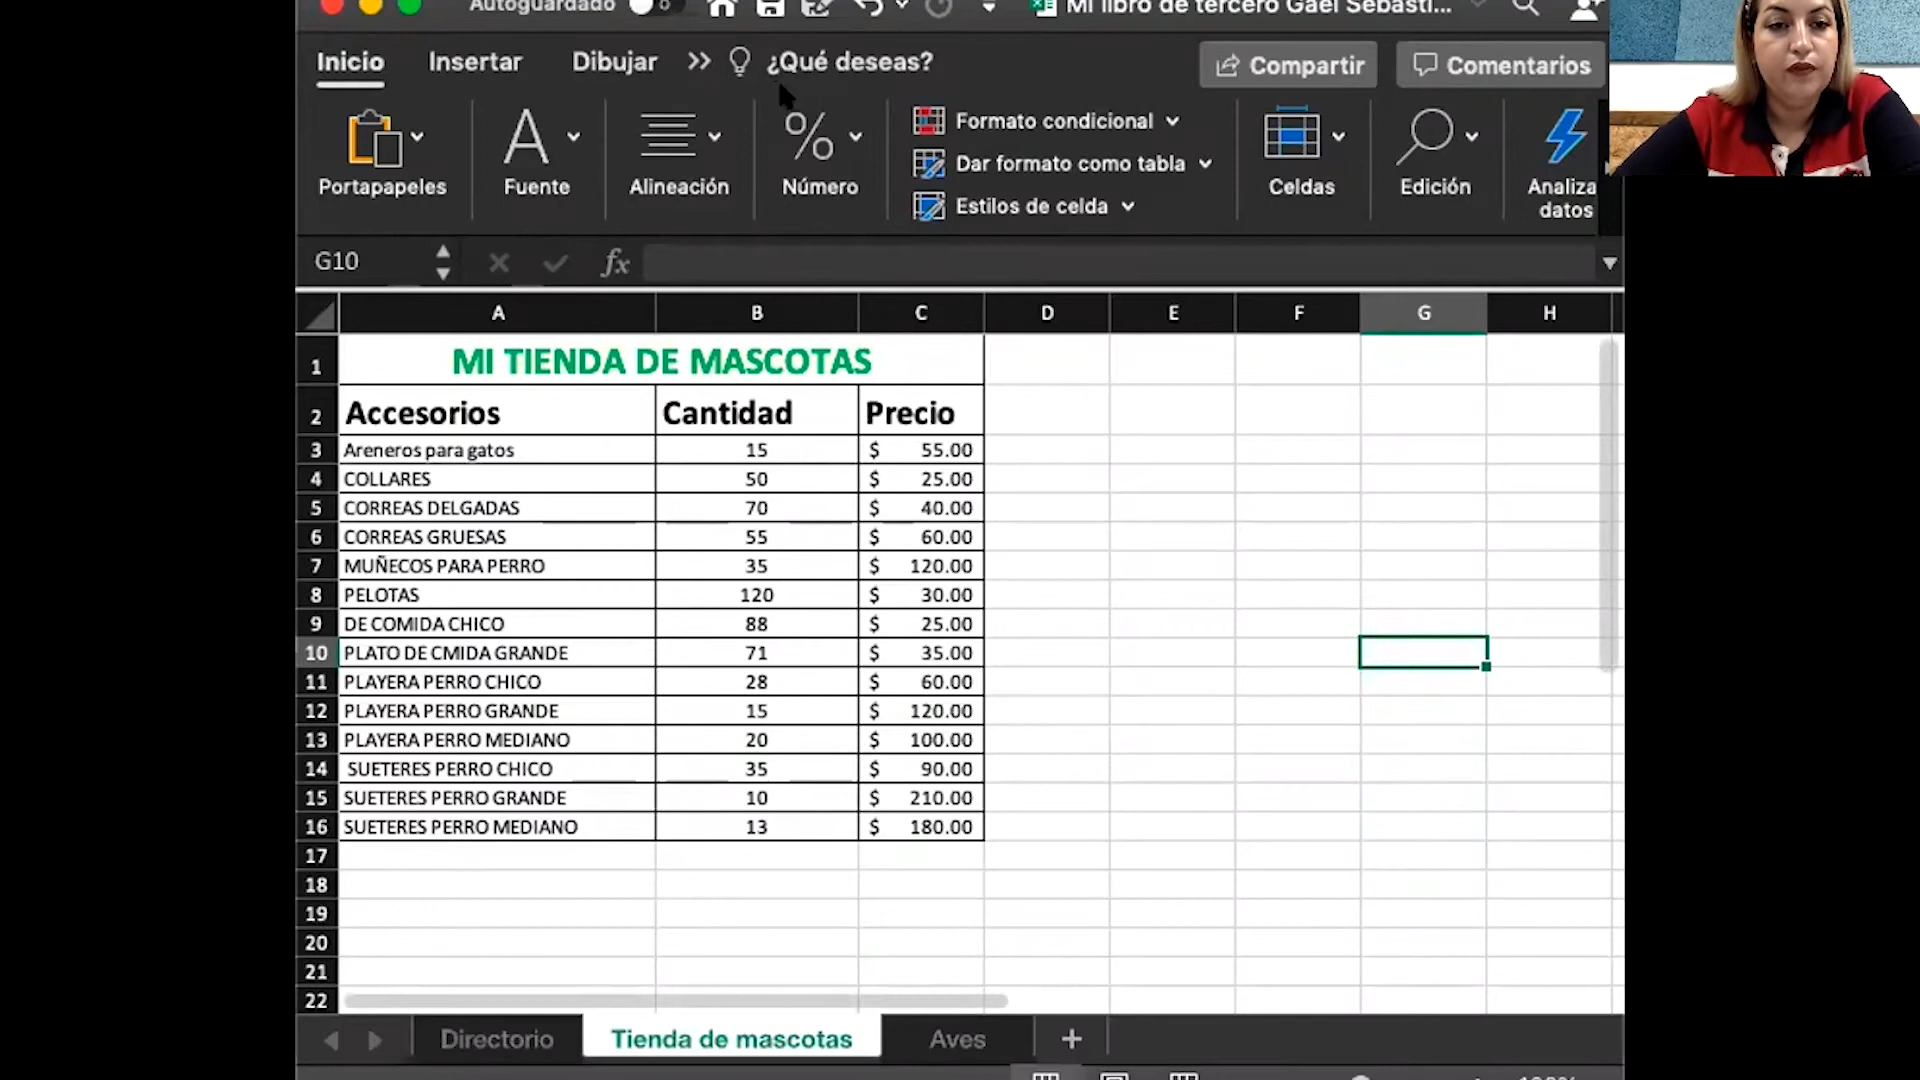 Autoguardado
Mi libro de tercero Gael Sebasti...
Inicio Insertar Dibujar >> ¿Qué deseas? Compartir Comentarios
Portapapeles Fuente Alineación Número Formato condicional Celdas Edición Analiza datos
Dar formato como tabla
Estilos de celda
G10 fx
A B C D E F G H
1 MI TIENDA DE MASCOTAS
2 Accesorios Cantidad Precio
3 Areneros para gatos 15 $ 55.00
4 COLLARES 50 $ 25.00
5 CORREAS DELGADAS 70 $ 40.00
6 CORREAS GRUESAS 55 $ 60.00
7 MUÑECOS PARA PERRO 35 $ 120.00
8 PELOTAS 120 $ 30.00
9 DE COMIDA CHICO 88 $ 25.00
10 PLATO DE CMIDA GRANDE 71 $ 35.00
11 PLAYERA PERRO CHICO 28 $ 60.00
12 PLAYERA PERRO GRANDE 15 $ 120.00
13 PLAYERA PERRO MEDIANO 20 $ 100.00
14 SUETERES PERRO CHICO 35 $ 90.00
15 SUETERES PERRO GRANDE 10 $ 210.00
16 SUETERES PERRO MEDIANO 13 $ 180.00
17
18
19
20
21
22
Directorio Tienda de mascotas Aves +